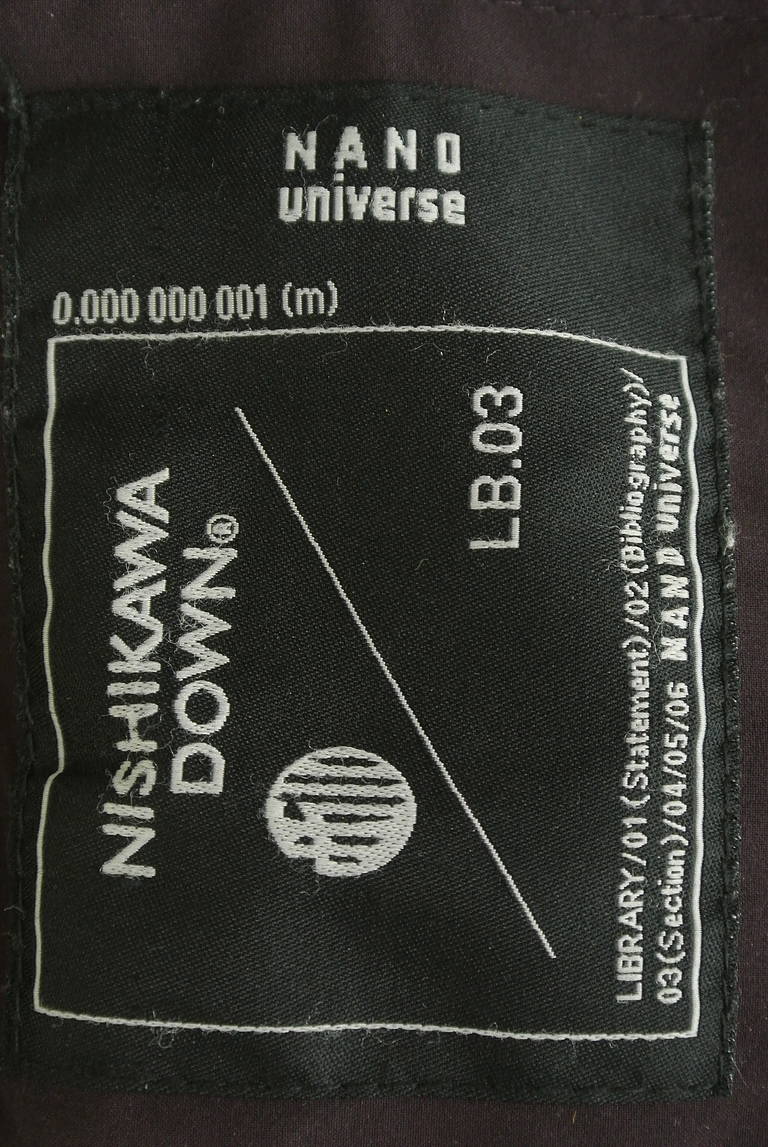 NANO
universe
0.000 000 001 (m)
NISHIKAWA
DOWN®
LB.03
LIBRARY/01(Statement)/02(Bibliography)/
03(Section)/04/05/06 NANO universe